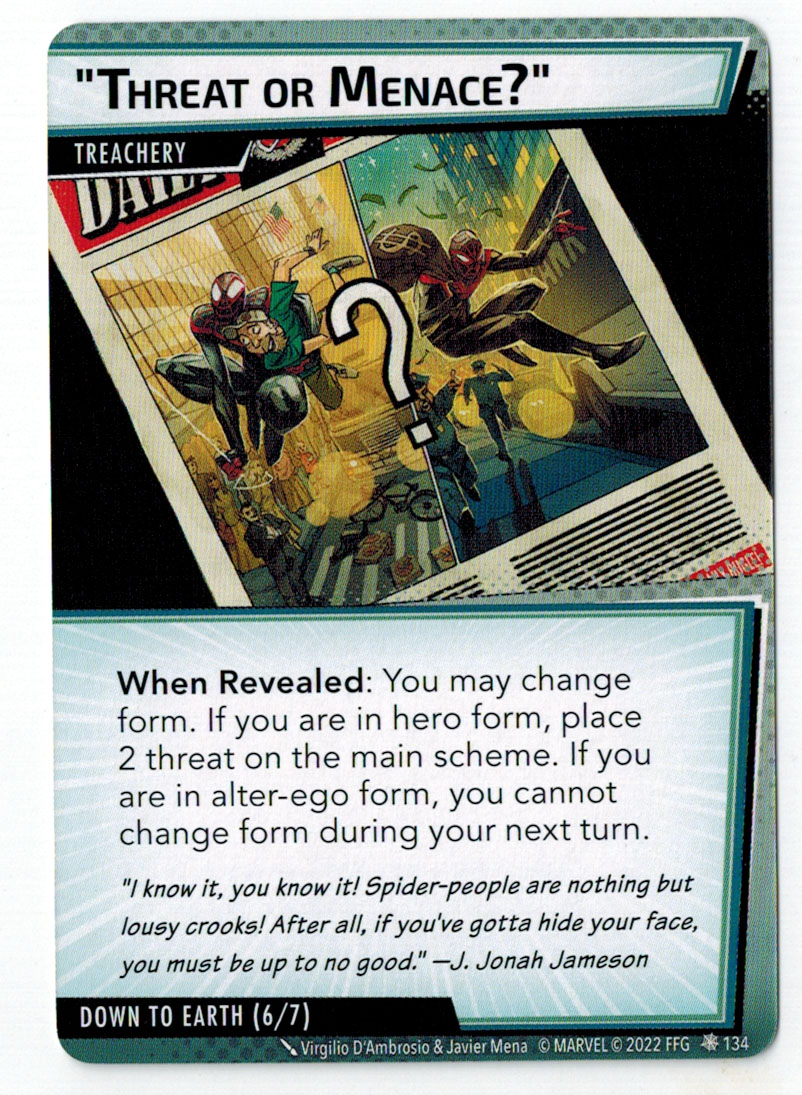 "Threat or Menace?"
TREACHERY
DAILY
When Revealed: You may change
form. If you are in hero form, place
2 threat on the main scheme. If you
are in alter-ego form, you cannot
change form during your next turn.
"I know it, you know it! Spider-people are nothing but
lousy crooks! After all, if you've gotta hide your face,
you must be up to no good." —J. Jonah Jameson
DOWN TO EARTH (6/7)
Virgilio D'Ambrosio & Javier Mena © MARVEL © 2022 FFG 134